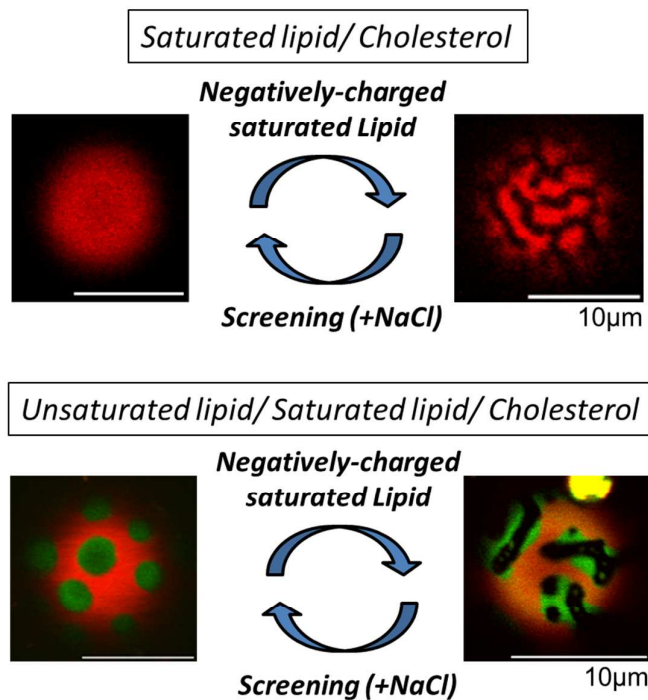 Saturated lipid/ Cholesterol
Negatively-charged
saturated Lipid
Screening (+NaCl)
10μm
Unsaturated lipid/ Saturated lipid/ Cholesterol
Negatively-charged
saturated Lipid
Screening (+NaCl)
10μm